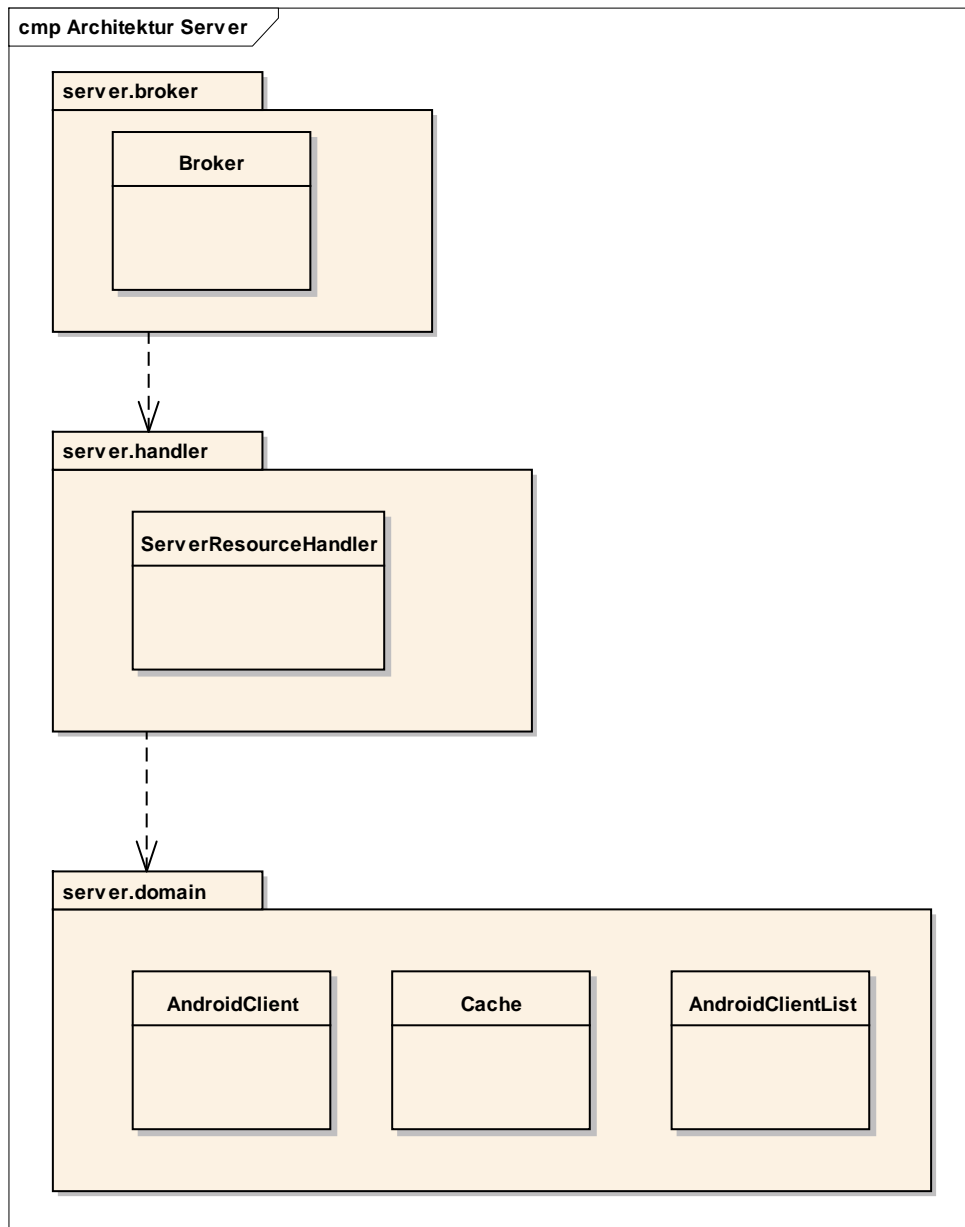 cmp Architektur Server
server.broker
Broker
server.handler
ServerResourceHandler
server.domain
AndroidClient
Cache
AndroidClientList